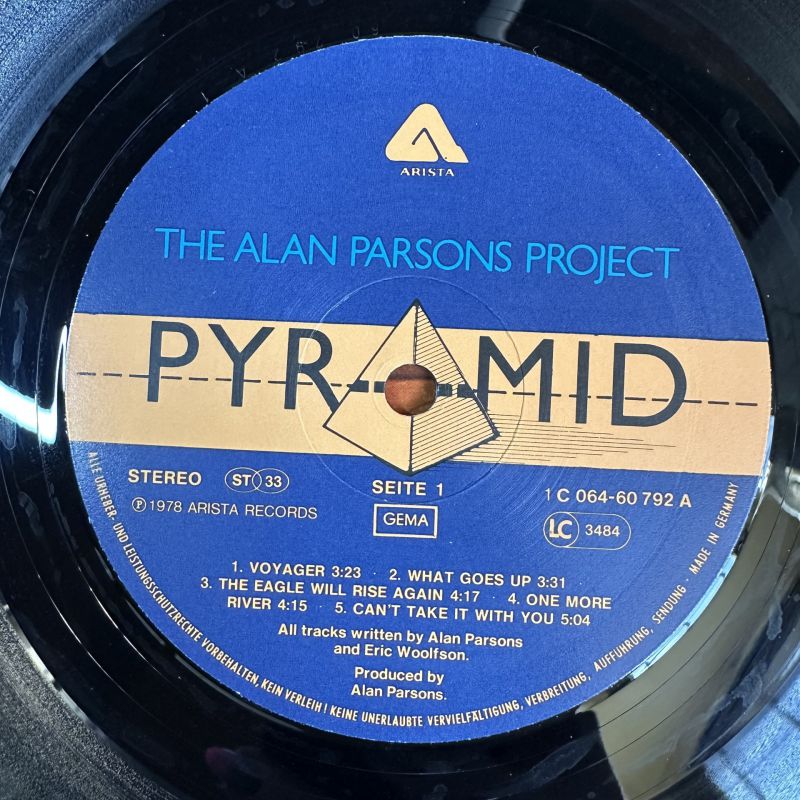 ARISTA
THE ALAN PARSONS PROJECT
PYR MID
STEREO ST 33
SEITE 1
1 C 064-60 792 A
℗ 1978 ARISTA RECORDS
GEMA
LC 3484
1. VOYAGER 3:23 · 2. WHAT GOES UP 3:31
3. THE EAGLE WILL RISE AGAIN 4:17 · 4. ONE MORE
RIVER 4:15 · 5. CAN'T TAKE IT WITH YOU 5:04
All tracks written by Alan Parsons
and Eric Woolfson.
Produced by
Alan Parsons.
ALLE URHEBER- UND LEISTUNGSSCHUTZRECHTE VORBEHALTEN, KEIN VERLEIH! KEINE UNERLAUBTE VERVIELFÄLTIGUNG, VERBREITUNG, AUFFÜHRUNG, SENDUNG · MADE IN GERMANY